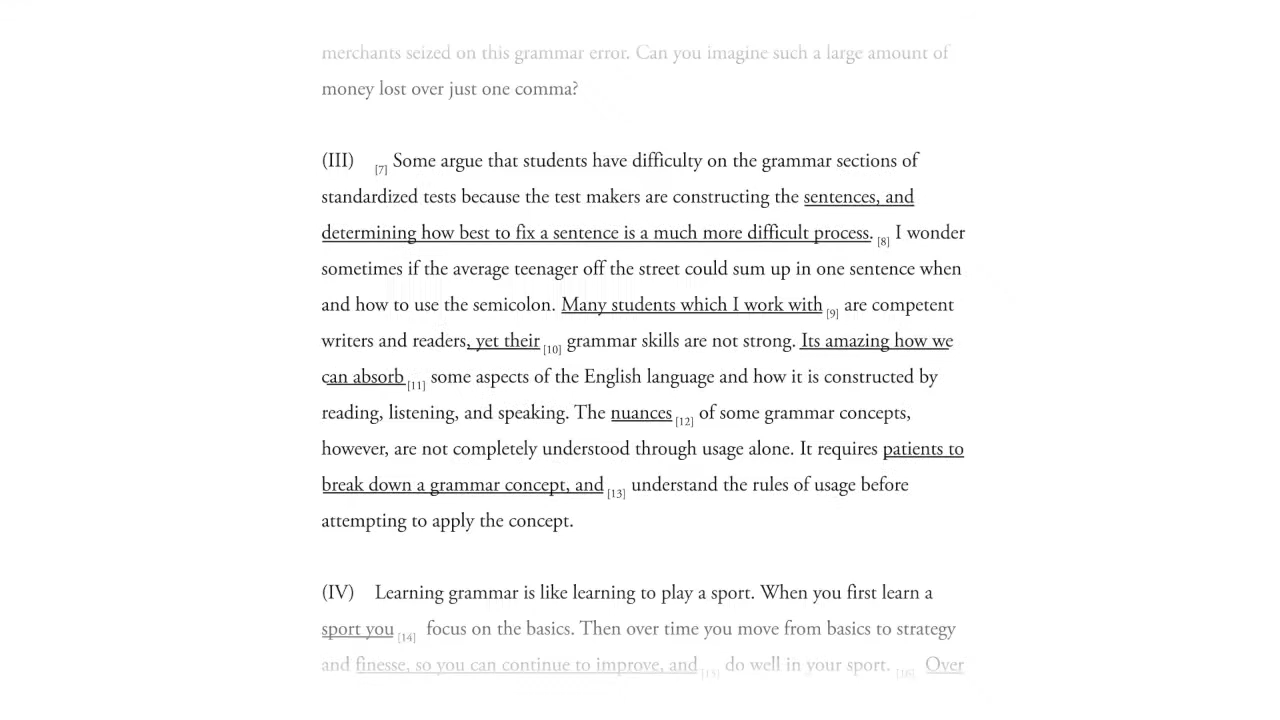 merchants seized on this grammar error. Can you imagine such a large amount of
money lost over just one comma?
(III) [7] Some argue that students have difficulty on the grammar sections of
standardized tests because the test makers are constructing the sentences, and
determining how best to fix a sentence is a much more difficult process. [8] I wonder
sometimes if the average teenager off the street could sum up in one sentence when
and how to use the semicolon. Many students which I work with [9] are competent
writers and readers, yet their [10] grammar skills are not strong. Its amazing how we
can absorb [11] some aspects of the English language and how it is constructed by
reading, listening, and speaking. The nuances [12] of some grammar concepts,
however, are not completely understood through usage alone. It requires patients to
break down a grammar concept, and [13] understand the rules of usage before
attempting to apply the concept.
(IV) Learning grammar is like learning to play a sport. When you first learn a
sport you [14] focus on the basics. Then over time you move from basics to strategy
and finesse, so you can continue to improve, and [15] do well in your sport. [16] Over